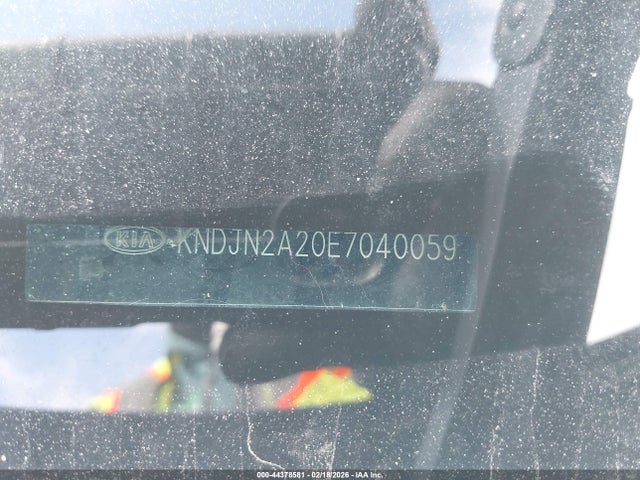 KIA KNDJN2A20E7040059
000-44378581 - 02/18/2026 - IAA Inc.